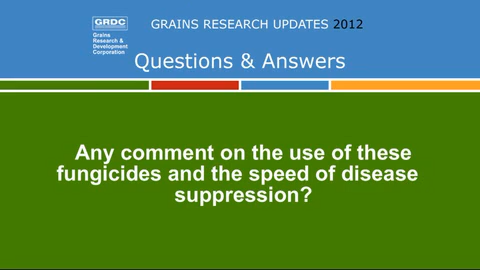 GRDC
Grains
Research &
Development
Corporation
GRAINS RESEARCH UPDATES 2012
Questions & Answers
Any comment on the use of these
fungicides and the speed of disease
suppression?